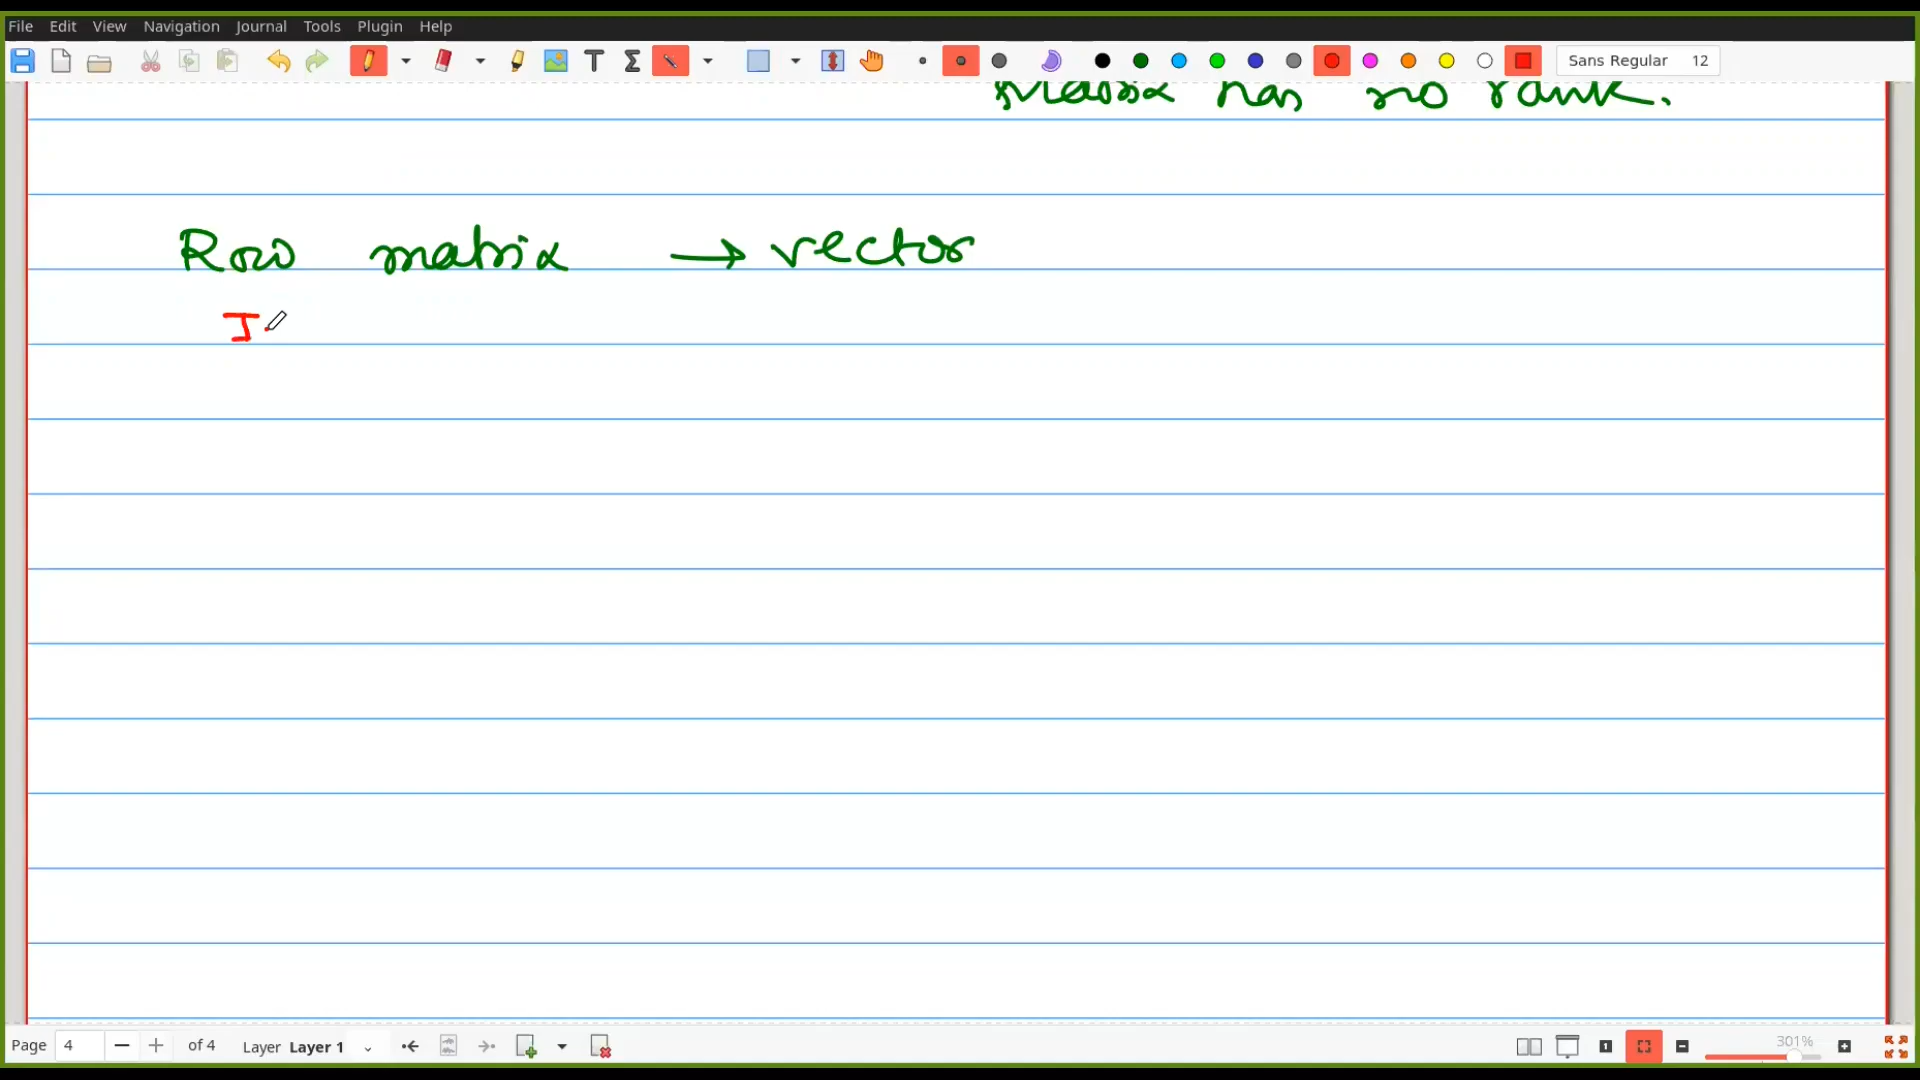 File Edit View Navigation Journal Tools Plugin Help
Sans Regular 12
Matrix has no rank.
Row matrix → vector
I
Page 4 of 4 Layer Layer 1 301%